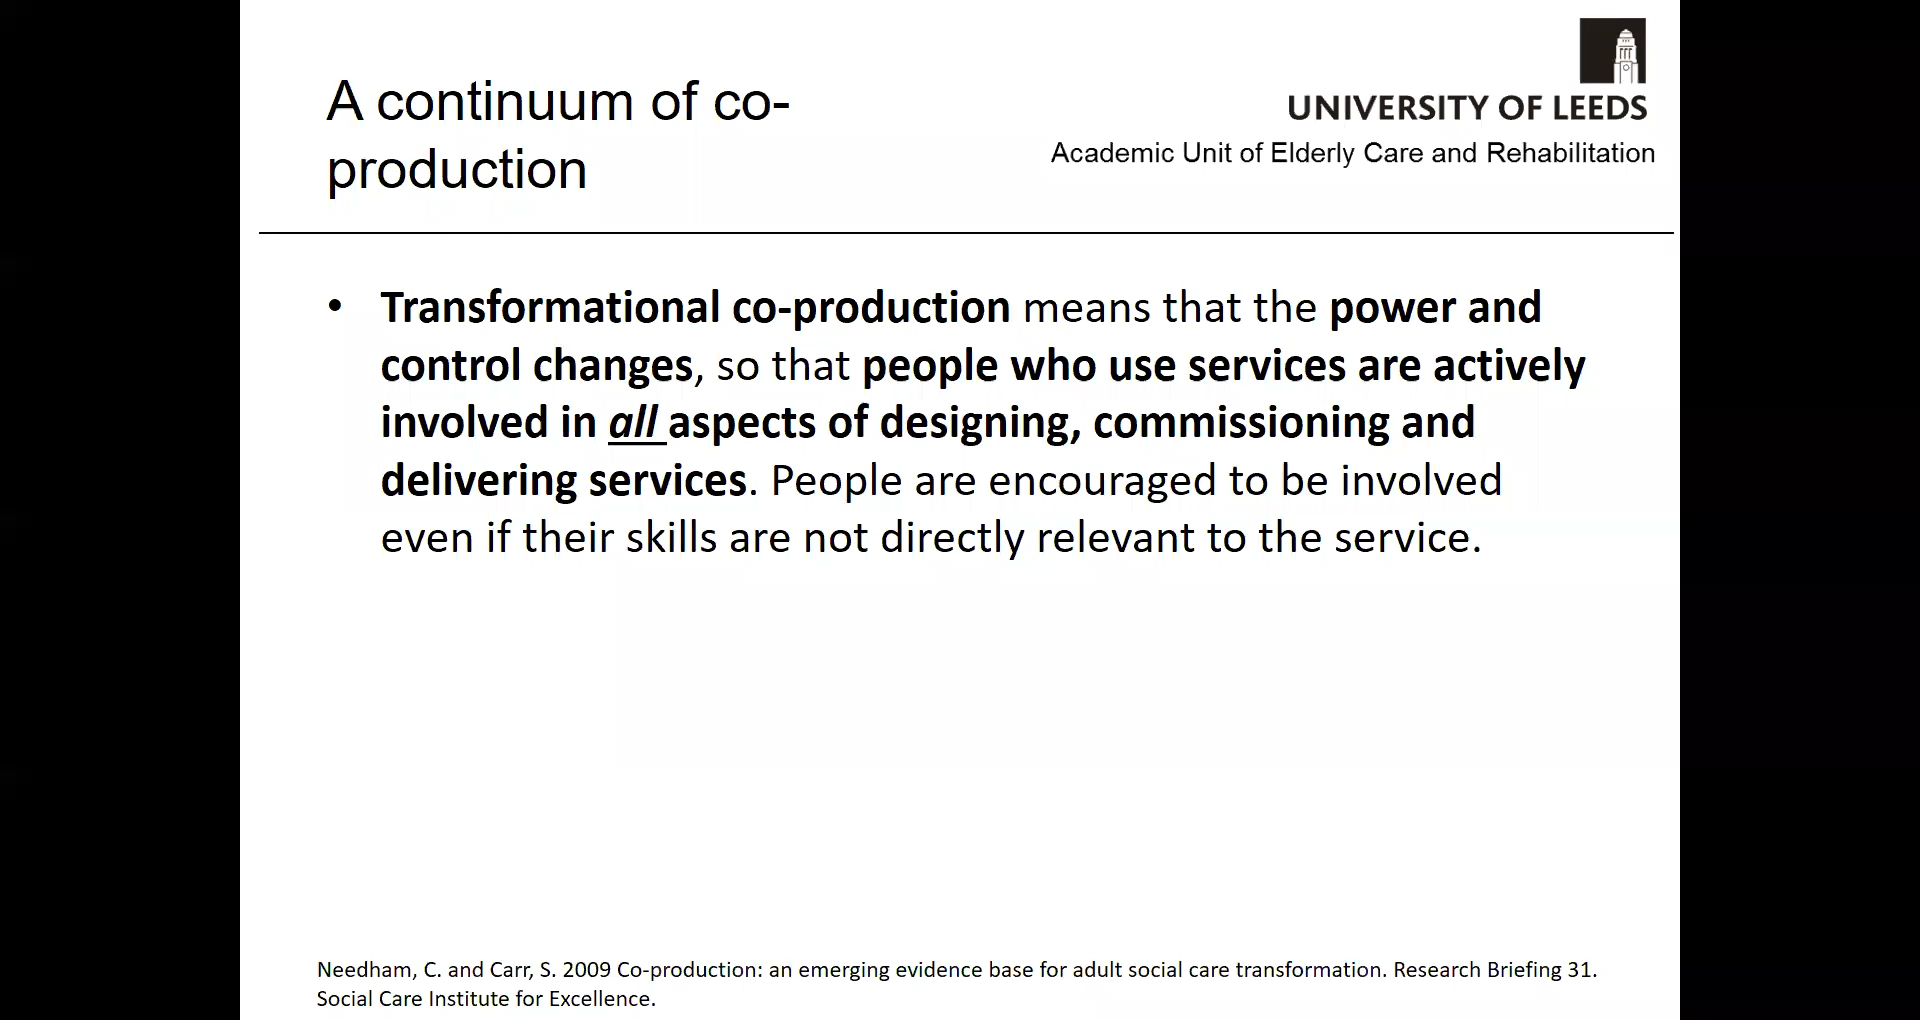 A continuum of co-
production
UNIVERSITY OF LEEDS
Academic Unit of Elderly Care and Rehabilitation
• Transformational co-production means that the power and
control changes, so that people who use services are actively
involved in all aspects of designing, commissioning and
delivering services. People are encouraged to be involved
even if their skills are not directly relevant to the service.
Needham, C. and Carr, S. 2009 Co-production: an emerging evidence base for adult social care transformation. Research Briefing 31.
Social Care Institute for Excellence.